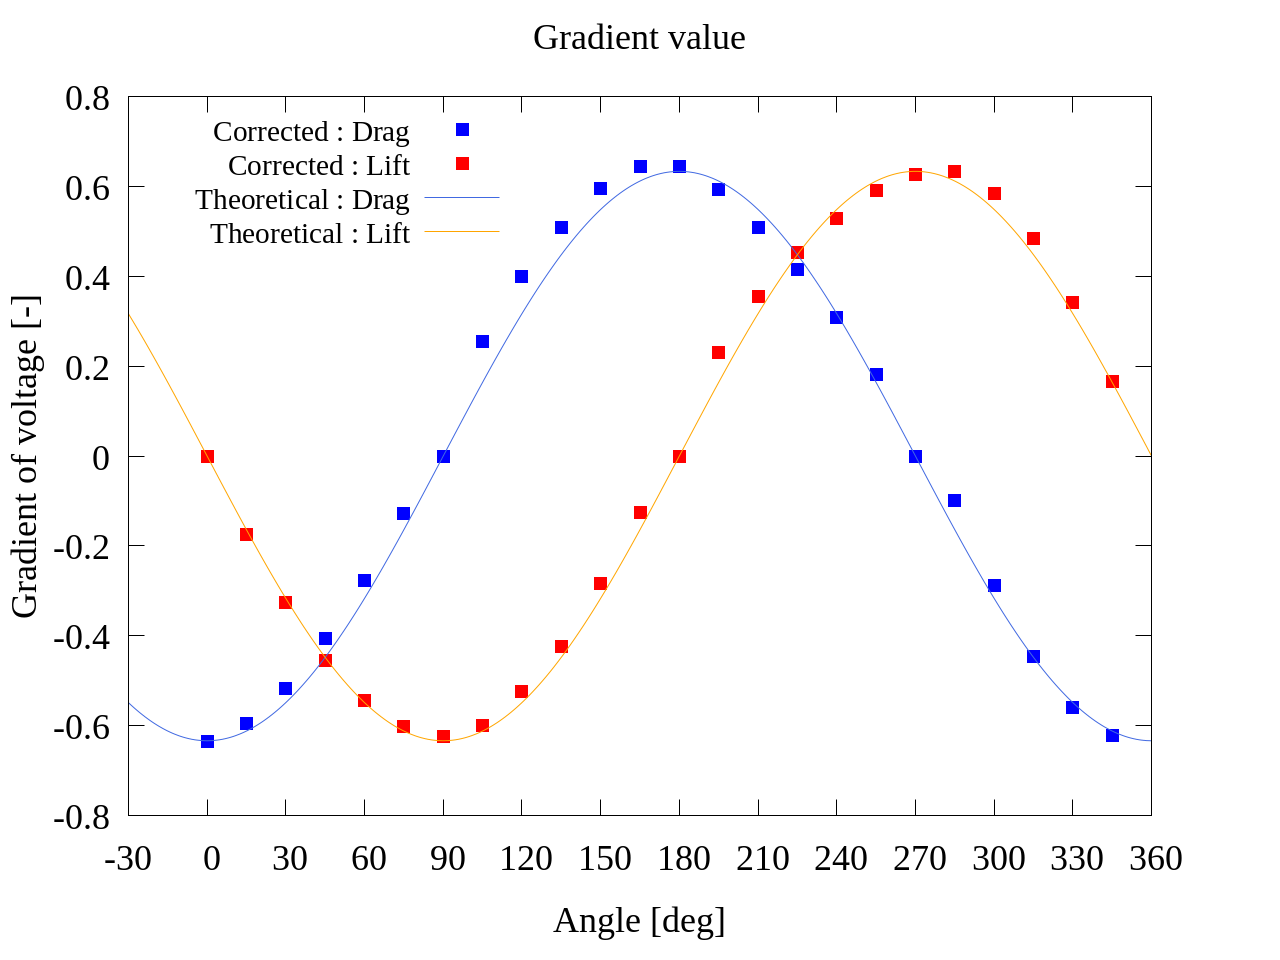 Gradient value
0.8
0.6
0.4
0.2
0
-0.2
-0.4
-0.6
-0.8
Gradient of voltage [-]
Corrected : Drag
Corrected : Lift
Theoretical : Drag
Theoretical : Lift
-30 0 30 60 90 120 150 180 210 240 270 300 330 360
Angle [deg]